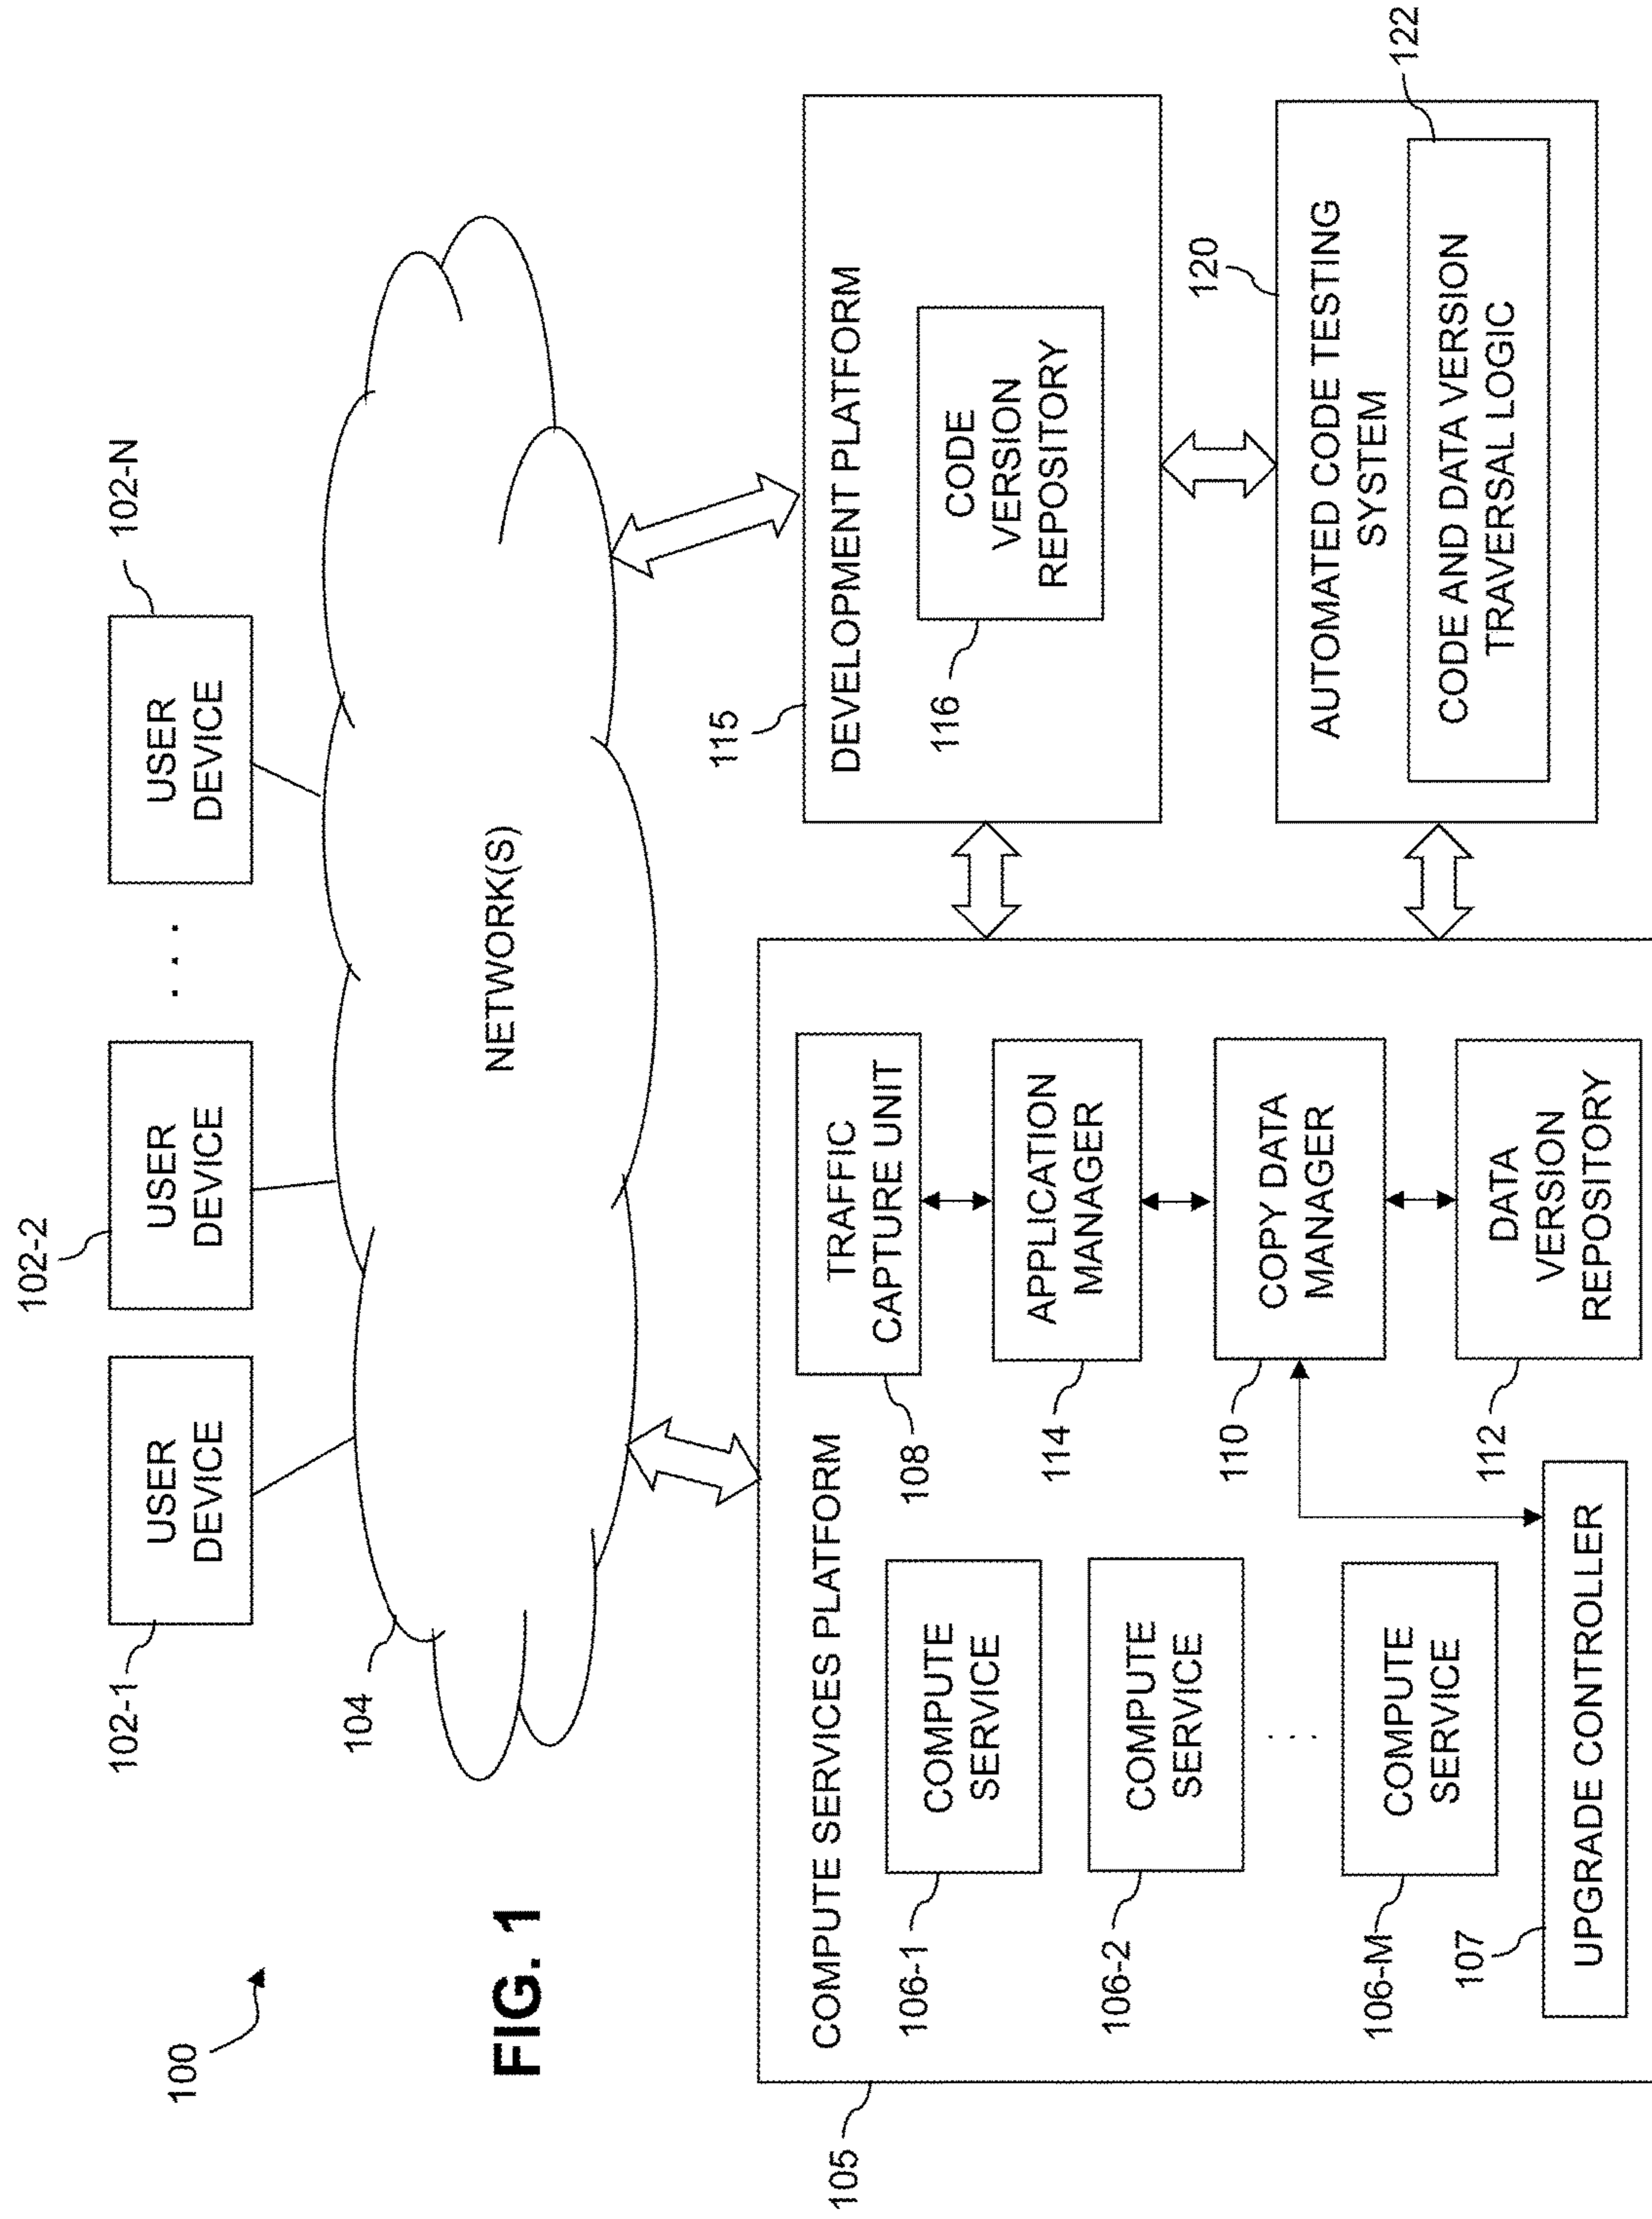 100
FIG. 1
102-1
USER
DEVICE
102-2
USER
DEVICE
. . .
102-N
USER
DEVICE
104
NETWORK(S)
105
COMPUTE SERVICES PLATFORM
106-1
COMPUTE
SERVICE
106-2
COMPUTE
SERVICE
. . .
106-M
COMPUTE
SERVICE
107
UPGRADE CONTROLLER
108
TRAFFIC
CAPTURE UNIT
114
APPLICATION
MANAGER
110
COPY DATA
MANAGER
112
DATA
VERSION
REPOSITORY
115
DEVELOPMENT PLATFORM
116
CODE
VERSION
REPOSITORY
120
AUTOMATED CODE TESTING
SYSTEM
122
CODE AND DATA VERSION
TRAVERSAL LOGIC